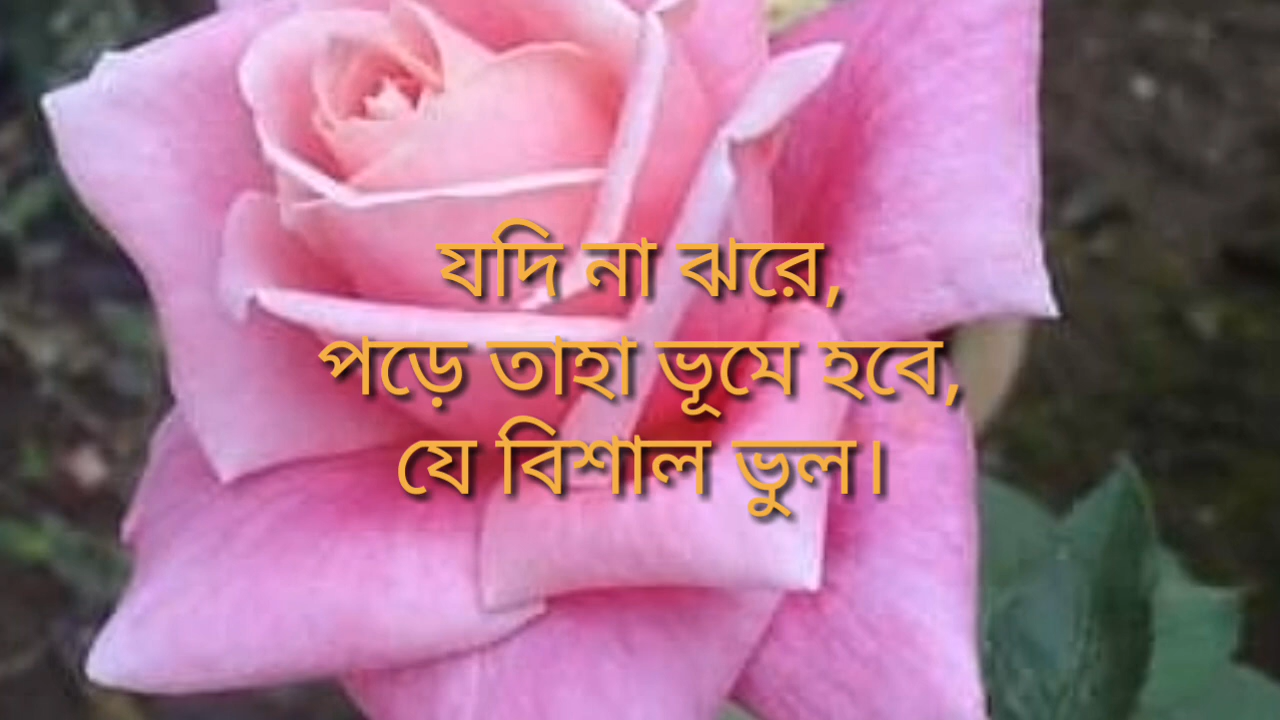 যদি না ঝরে,
পড়ে তাহা ভূমে হবে,
যে বিশাল ভুল।